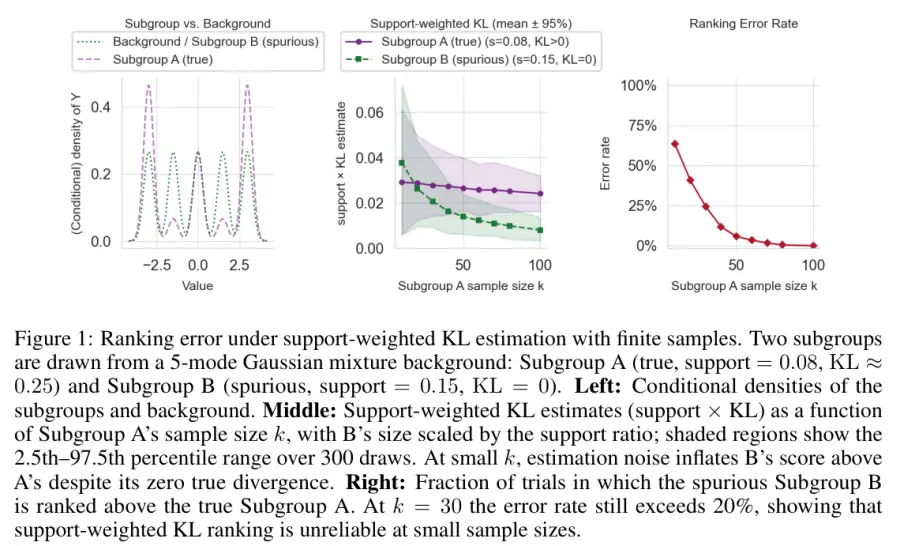 Subgroup vs. Background
Background / Subgroup B (spurious)
Subgroup A (true)
(Conditional) density of Y
0.4
0.2
0.0
−2.5 0.0 2.5
Value
Support-weighted KL (mean ± 95%)
Subgroup A (true) (s=0.08, KL>0)
Subgroup B (spurious) (s=0.15, KL=0)
support × KL estimate
0.06
0.04
0.02
0.00
50 100
Subgroup A sample size k
Ranking Error Rate
Error rate
100%
75%
50%
25%
0%
50 100
Subgroup A sample size k
Figure 1: Ranking error under support-weighted KL estimation with finite samples. Two subgroups
are drawn from a 5-mode Gaussian mixture background: Subgroup A (true, support = 0.08, KL ≈
0.25) and Subgroup B (spurious, support = 0.15, KL = 0). Left: Conditional densities of the
subgroups and background. Middle: Support-weighted KL estimates (support × KL) as a function
of Subgroup A's sample size k, with B's size scaled by the support ratio; shaded regions show the
2.5th–97.5th percentile range over 300 draws. At small k, estimation noise inflates B's score above
A's despite its zero true divergence. Right: Fraction of trials in which the spurious Subgroup B
is ranked above the true Subgroup A. At k = 30 the error rate still exceeds 20%, showing that
support-weighted KL ranking is unreliable at small sample sizes.